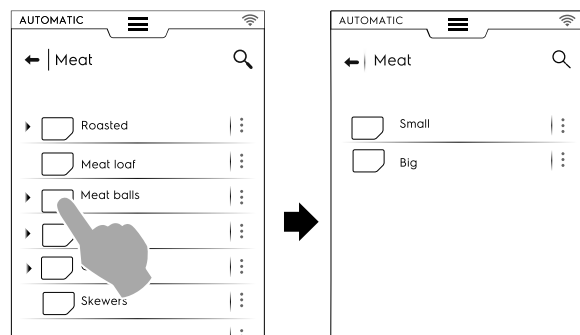 AUTOMATIC
Meat
Roasted
Meat loaf
Meat balls
Skewers
AUTOMATIC
Meat
Small
Big